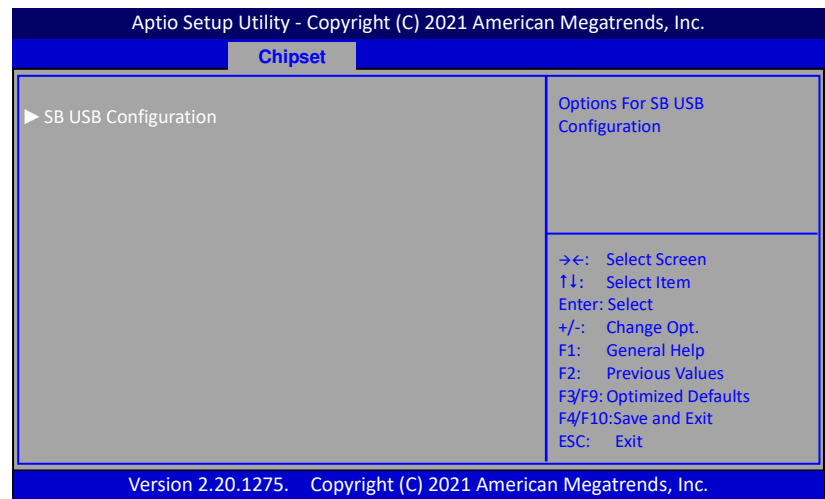 Aptio Setup Utility - Copyright (C) 2021 American Megatrends, Inc.
Chipset
► SB USB Configuration
Options For SB USB
Configuration
→←: Select Screen
↑↓: Select Item
Enter: Select
+/-: Change Opt.
F1: General Help
F2: Previous Values
F3/F9: Optimized Defaults
F4/F10:Save and Exit
ESC: Exit
Version 2.20.1275. Copyright (C) 2021 American Megatrends, Inc.